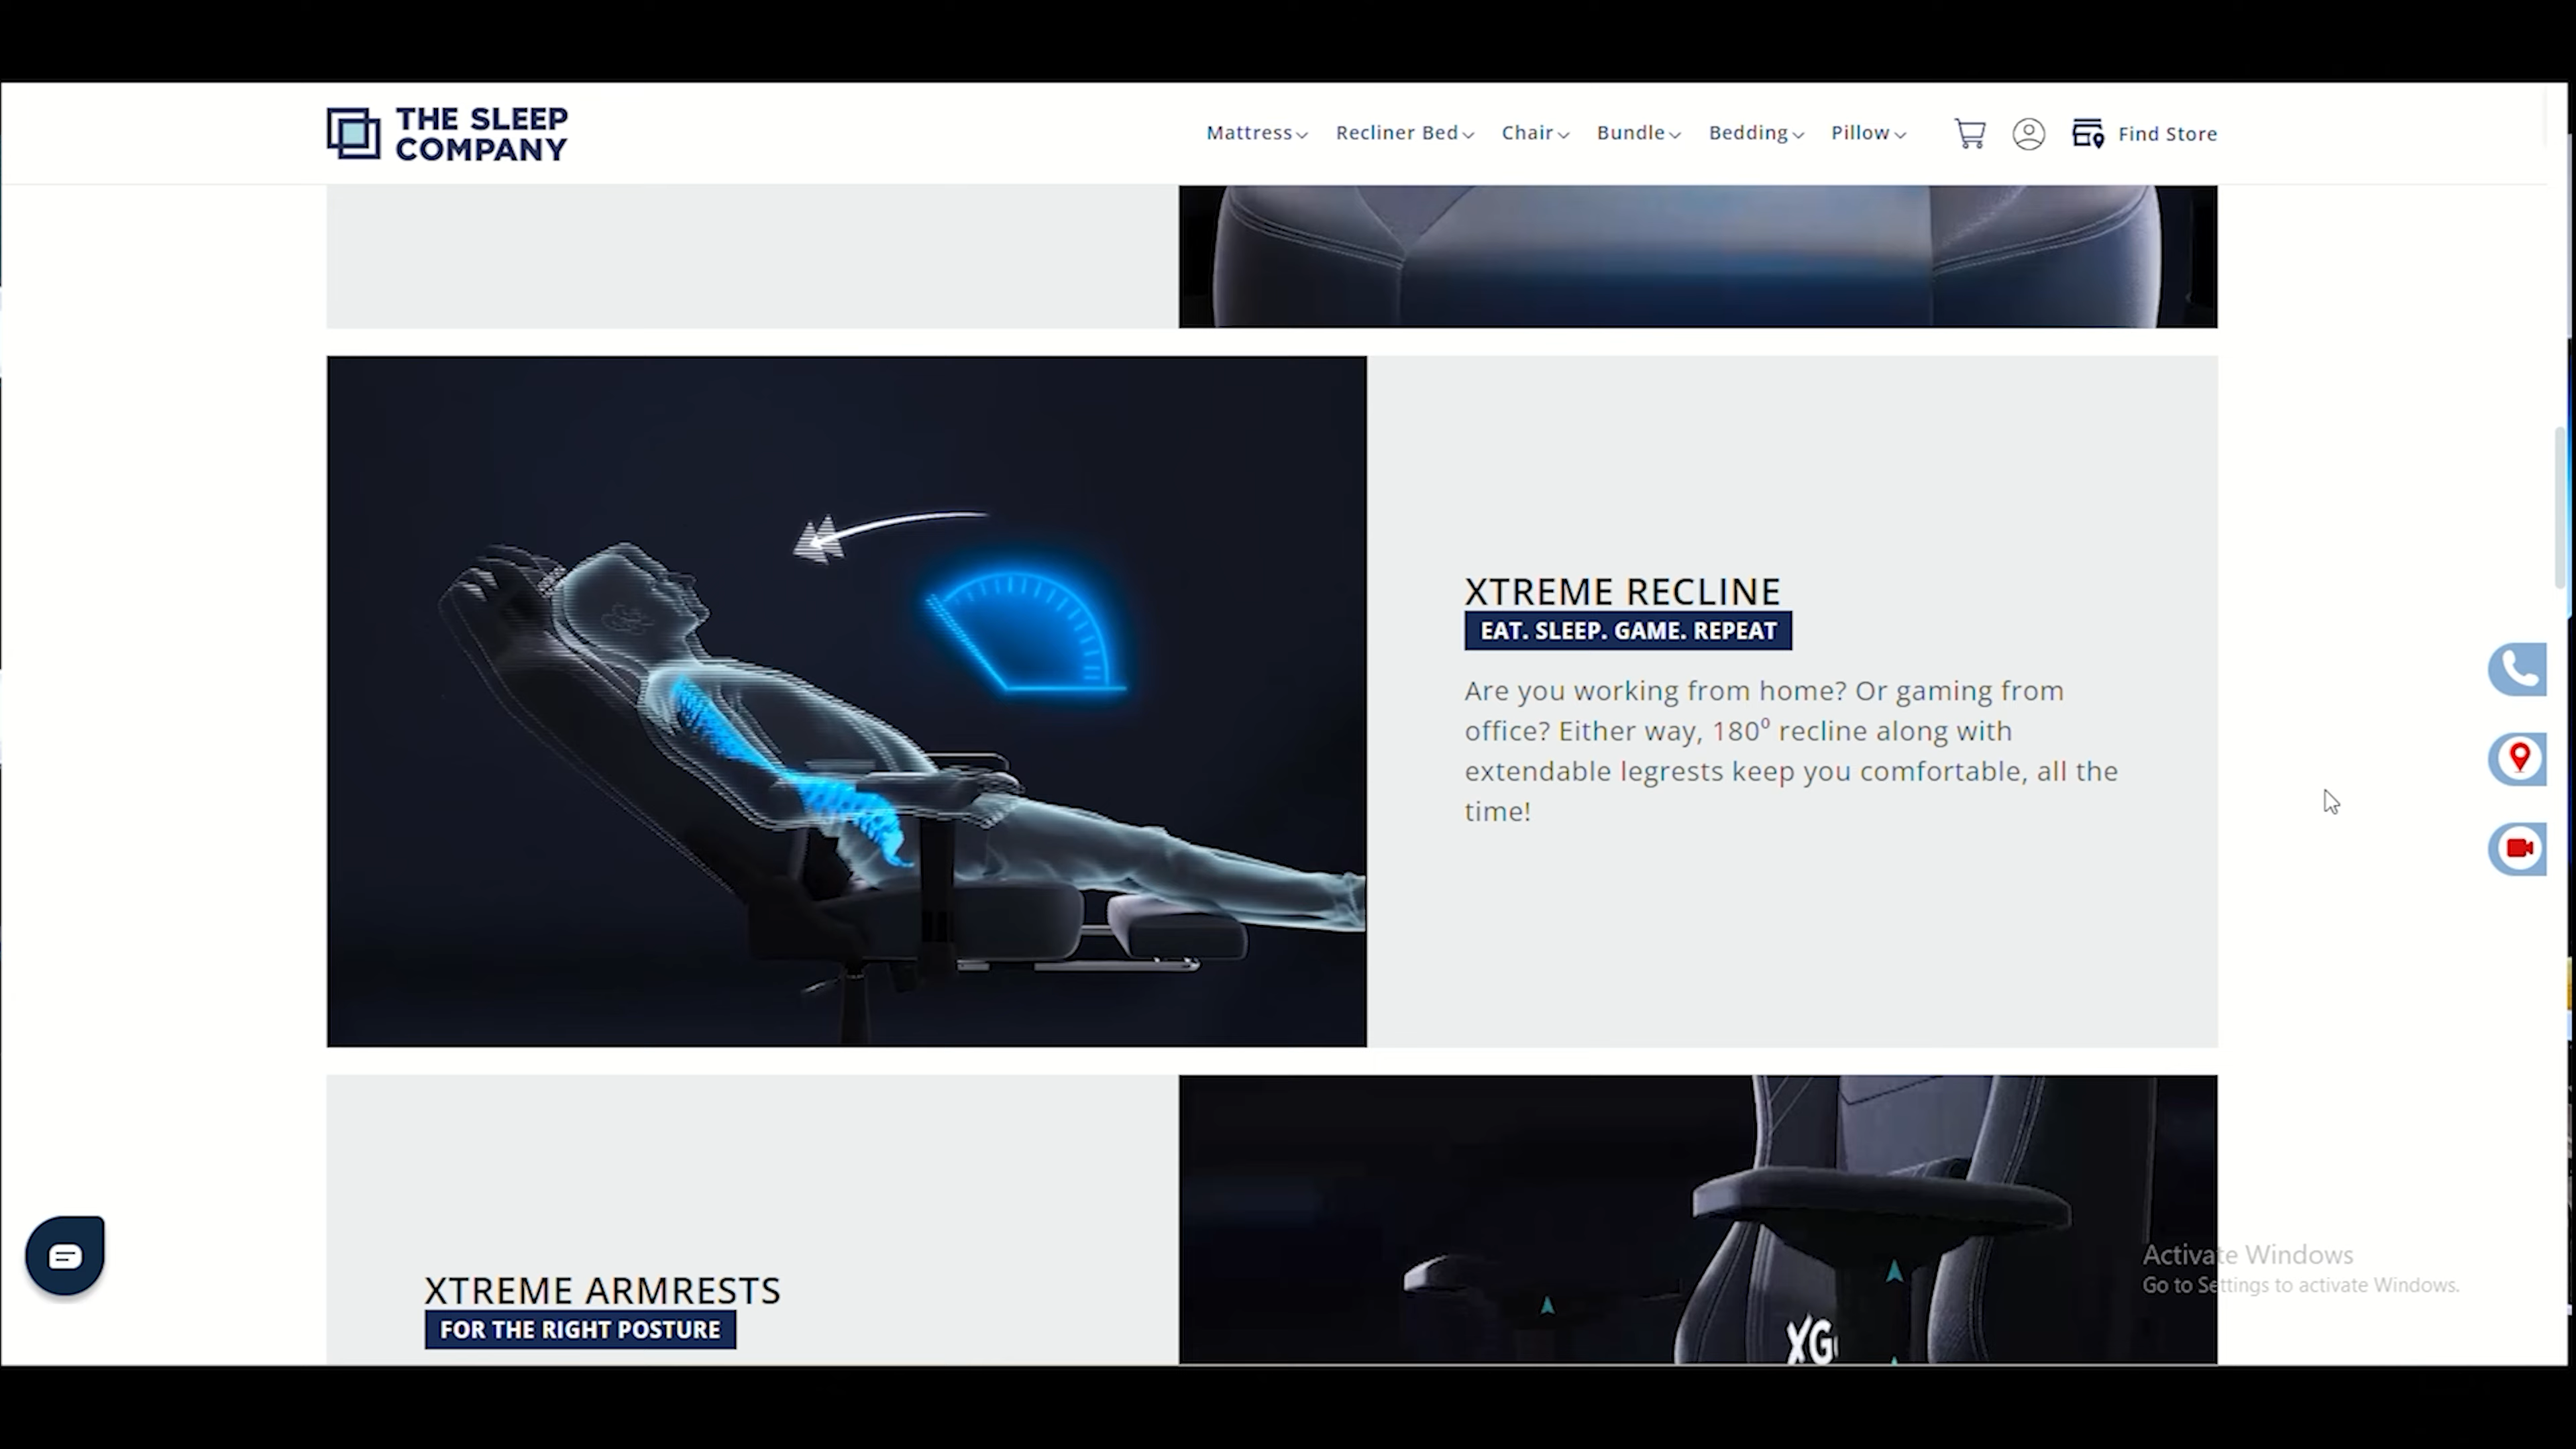 THE SLEEP
COMPANY
Mattress
Recliner Bed
Chair
Bundle
Bedding
Pillow
Find Store
XTREME RECLINE
EAT. SLEEP. GAME. REPEAT
Are you working from home? Or gaming from
office? Either way, 180⁰ recline along with
extendable legrests keep you comfortable, all the
time!
XTREME ARMRESTS
FOR THE RIGHT POSTURE
Activate Windows
Go to Settings to activate Windows.